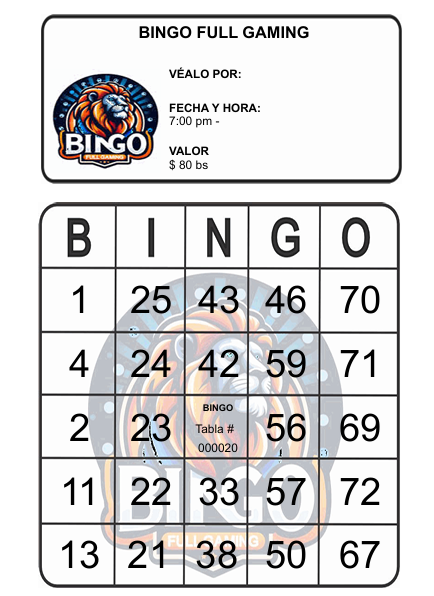 BINGO FULL GAMING
VÉALO POR:
FECHA Y HORA:
7:00 pm -
VALOR
$ 80 bs
BINGO
FULL GAMING
B I N G O
1 25 43 46 70
4 24 42 59 71
BINGO
2 23 Tabla # 56 69
000020
11 22 33 57 72
13 21 38 50 67
BINGO
FULL GAMING